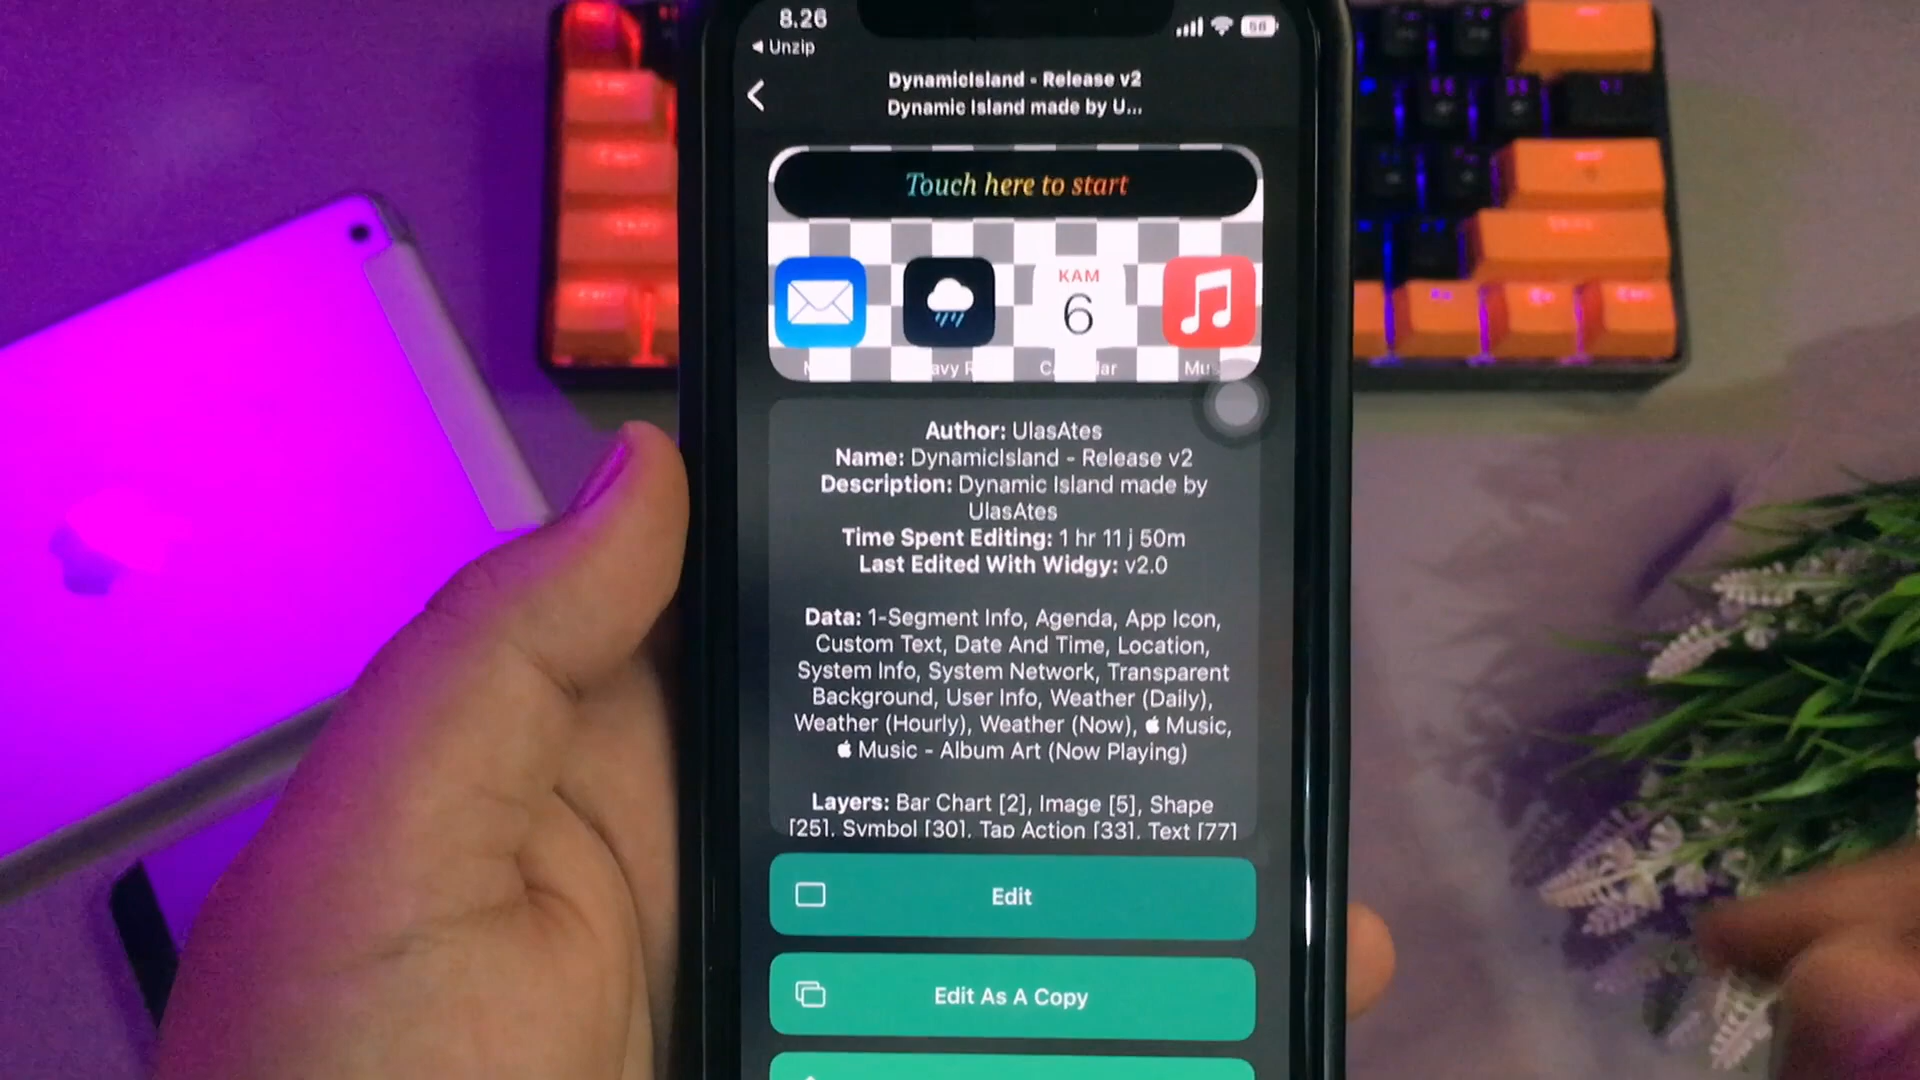 8.26
56
◀ Unzip
DynamicIsland - Release v2
Dynamic Island made by U...
Touch here to start
KAM
6
Author: UlasAtes
Name: DynamicIsland - Release v2
Description: Dynamic Island made by
UlasAtes
Time Spent Editing: 1 hr 11 j 50m
Last Edited With Widgy: v2.0
Data: 1-Segment Info, Agenda, App Icon,
Custom Text, Date And Time, Location,
System Info, System Network, Transparent
Background, User Info, Weather (Daily),
Weather (Hourly), Weather (Now),  Music,
 Music - Album Art (Now Playing)
Layers: Bar Chart [2], Image [5], Shape
[25], Symbol [30], Tap Action [33], Text [77]
Edit
Edit As A Copy